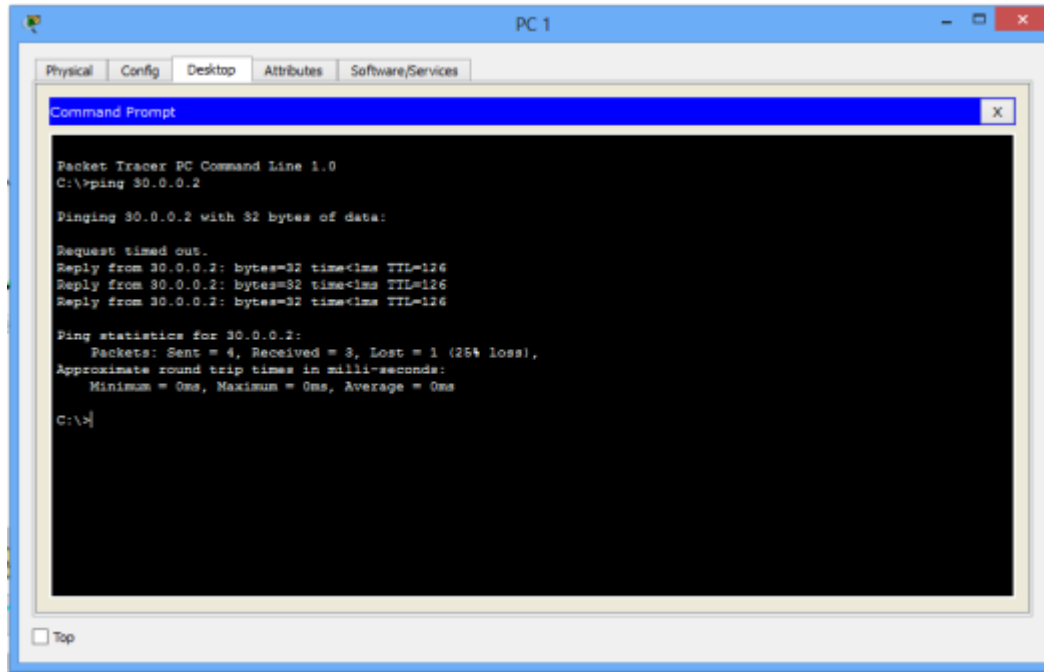 PC 1
Physical Config Desktop Attributes Software/Services
Command Prompt X
Packet Tracer PC Command Line 1.0
C:\>ping 30.0.0.2
Pinging 30.0.0.2 with 32 bytes of data:
Request timed out.
Reply from 30.0.0.2: bytes=32 time<1ms TTL=126
Reply from 30.0.0.2: bytes=32 time<1ms TTL=126
Reply from 30.0.0.2: bytes=32 time<1ms TTL=126
Ping statistics for 30.0.0.2:
Packets: Sent = 4, Received = 3, Lost = 1 (25% loss),
Approximate round trip times in milli-seconds:
Minimum = 0ms, Maximum = 0ms, Average = 0ms
C:\>
Top